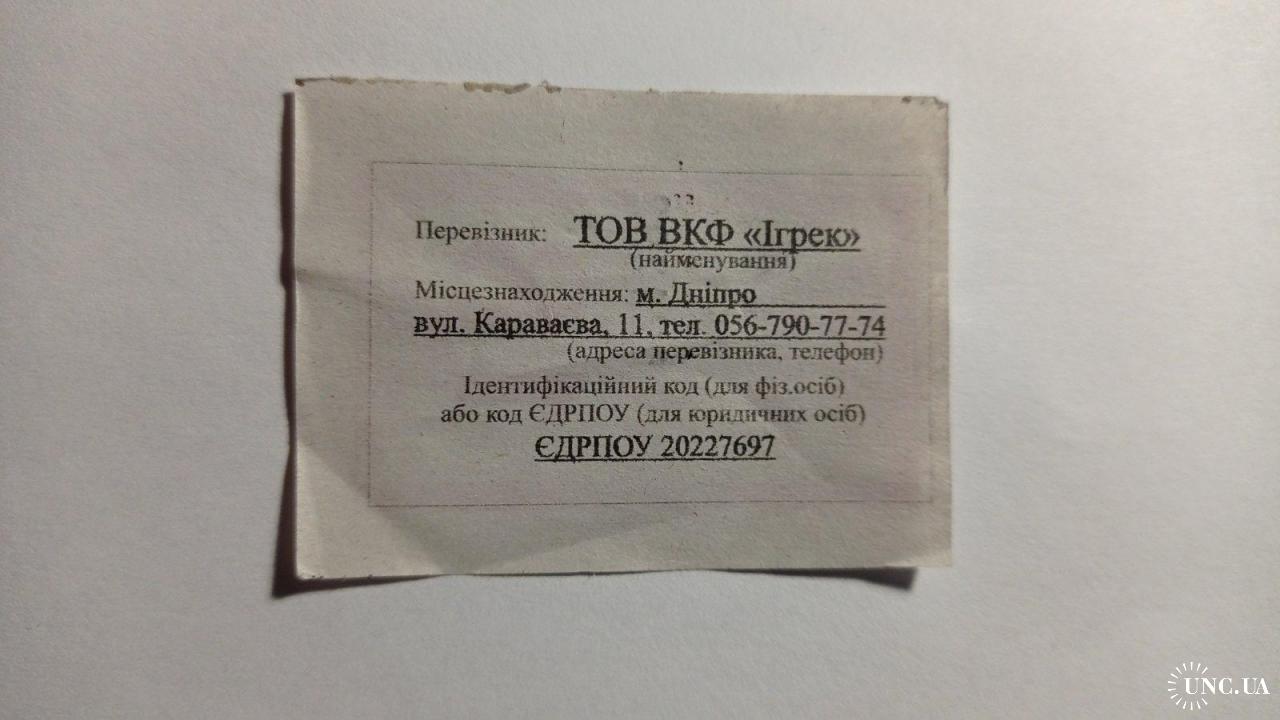 Перевізник: ТОВ ВКФ «Ігрек»
(найменування)
Місцезнаходження: м. Дніпро
вул. Караваєва, 11, тел. 056-790-77-74
(адреса перевізника, телефон)
Ідентифікаційний код (для фіз.осіб)
або код ЄДРПОУ (для юридичних осіб)
ЄДРПОУ 20227697
UNC.UA